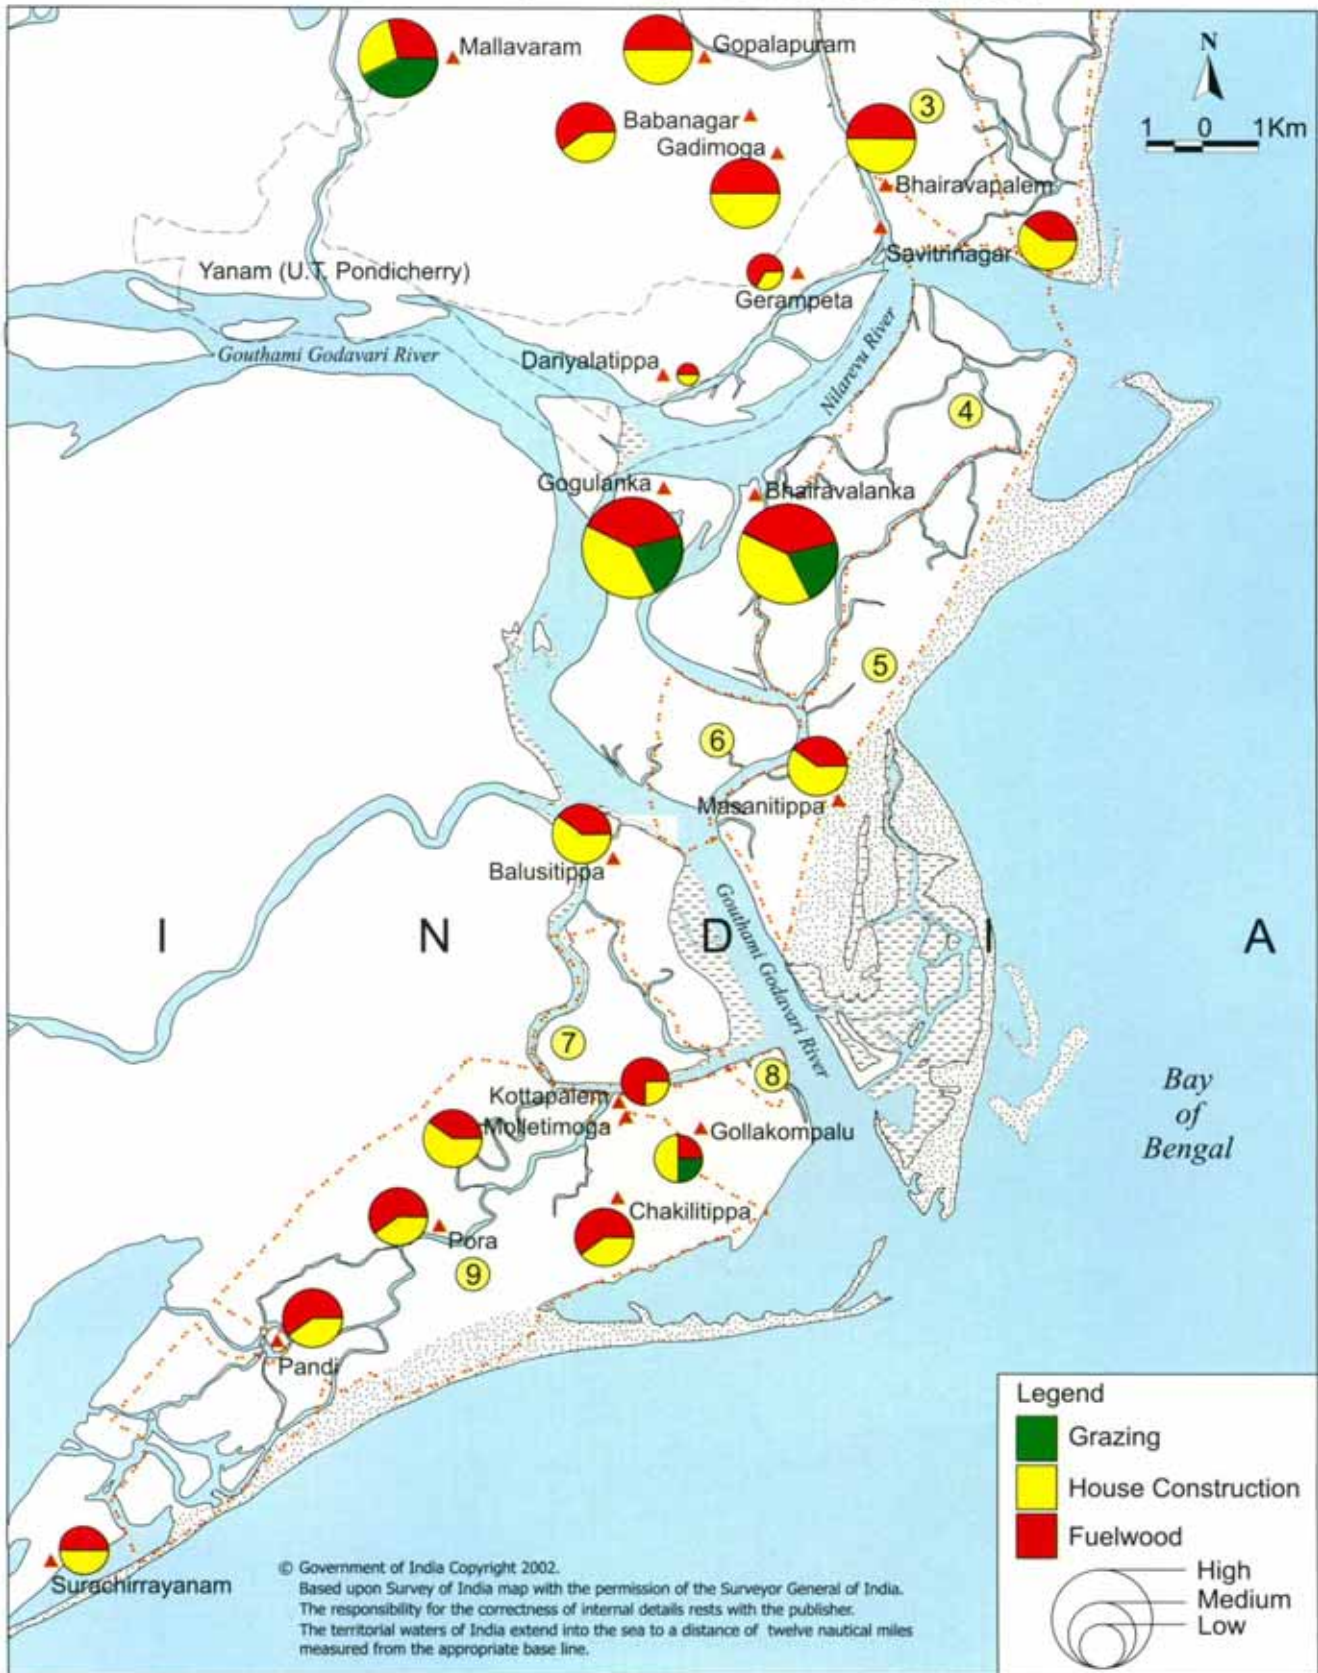 Mallavaram
Gopalapuram
N
3
Babanagar
Gadimoga
1 0 1Km
Bhairavapalem
Savitrinagar
Yanam (U.T. Pondicherry)
Gerampeta
Gouthami Godavari River
Dariyalatippa
Nilarevu River
4
Gogulanka
Bhairavalanka
5
6
Masanitippa
Balusitippa
Gouthami Godavari River
I N D I A
7
8
Kottapalem
Molletimoga
Gollakompalu
Bay
of
Bengal
Chakilitippa
Pora
9
Pandi
Surachirrayanam
Legend
Grazing
House Construction
Fuelwood
High
Medium
Low
© Government of India Copyright 2002.
Based upon Survey of India map with the permission of the Surveyor General of India.
The responsibility for the correctness of internal details rests with the publisher.
The territorial waters of India extend into the sea to a distance of twelve nautical miles
measured from the appropriate base line.